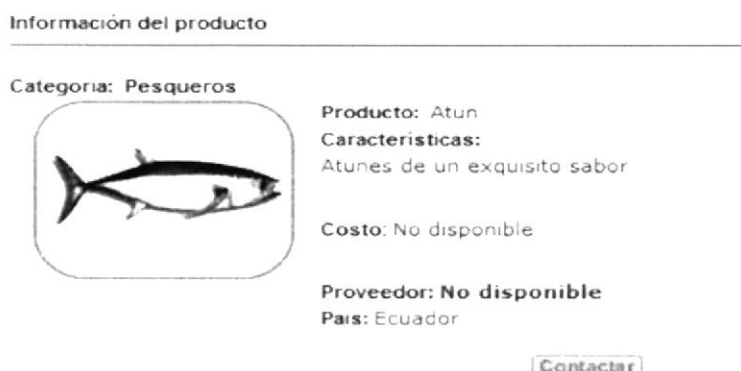 Información del producto
Categoria: Pesqueros
Producto: Atun
Características:
Atunes de un exquisito sabor
Costo: No disponible
Proveedor: No disponible
Pais: Ecuador
Contactar